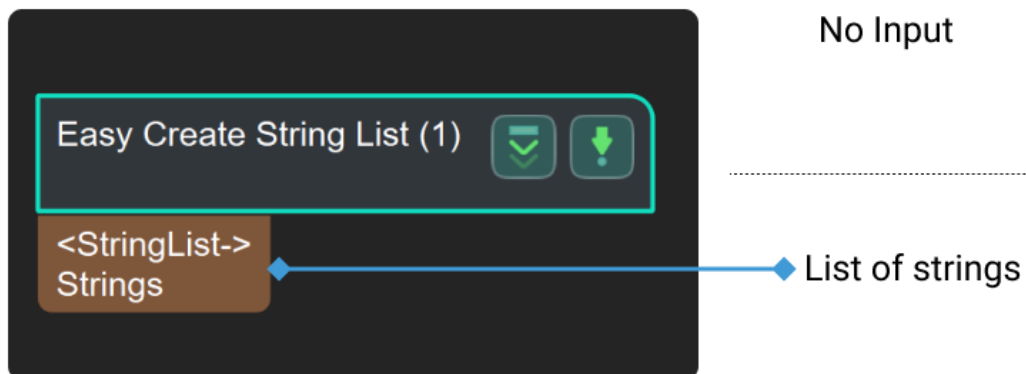 No Input
Easy Create String List (1)
<StringList->
Strings
List of strings